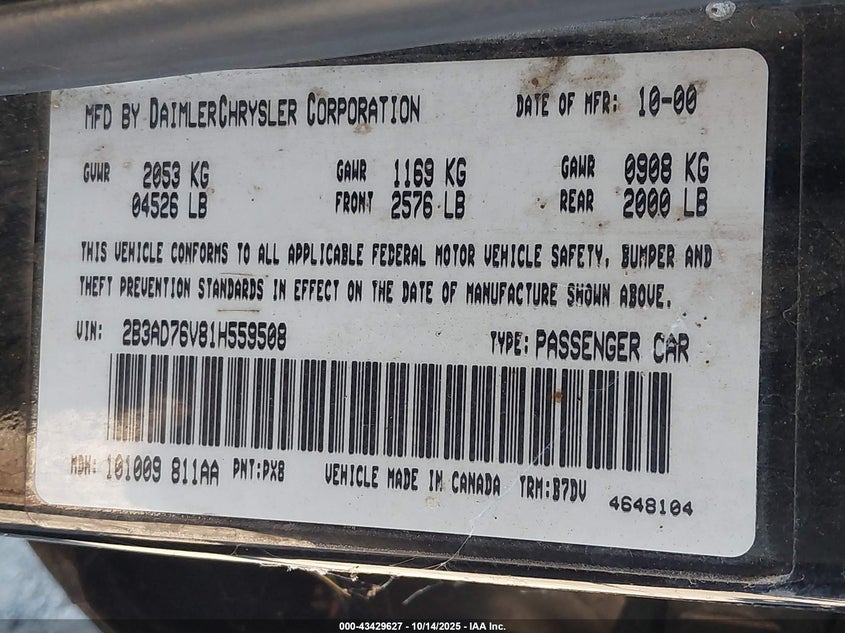 MFD BY DAIMLERCHRYSLER CORPORATION DATE OF MFR: 10-00
GVWR 2053 KG GAWR 1169 KG GAWR 0908 KG
04526 LB FRONT 2576 LB REAR 2000 LB
THIS VEHICLE CONFORMS TO ALL APPLICABLE FEDERAL MOTOR VEHICLE SAFETY, BUMPER AND
THEFT PREVENTION STANDARDS IN EFFECT ON THE DATE OF MANUFACTURE SHOWN ABOVE.
VIN: 2B3AD76V81H559508 TYPE: PASSENGER CAR
MDH: 101009 811AA PNT:PX8 VEHICLE MADE IN CANADA TRM:B7DV 4648104
000-43429627 - 10/14/2025 - IAA Inc.